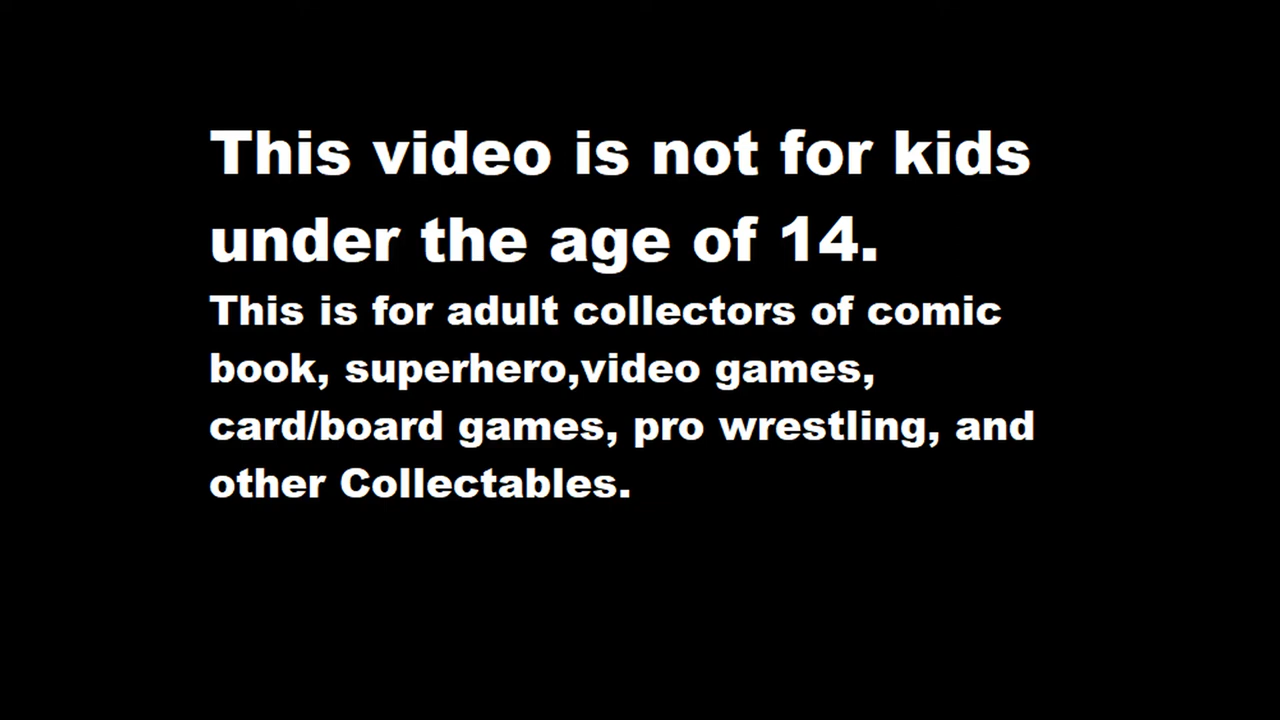 This video is not for kids
under the age of 14.
This is for adult collectors of comic
book, superhero,video games,
card/board games, pro wrestling, and
other Collectables.